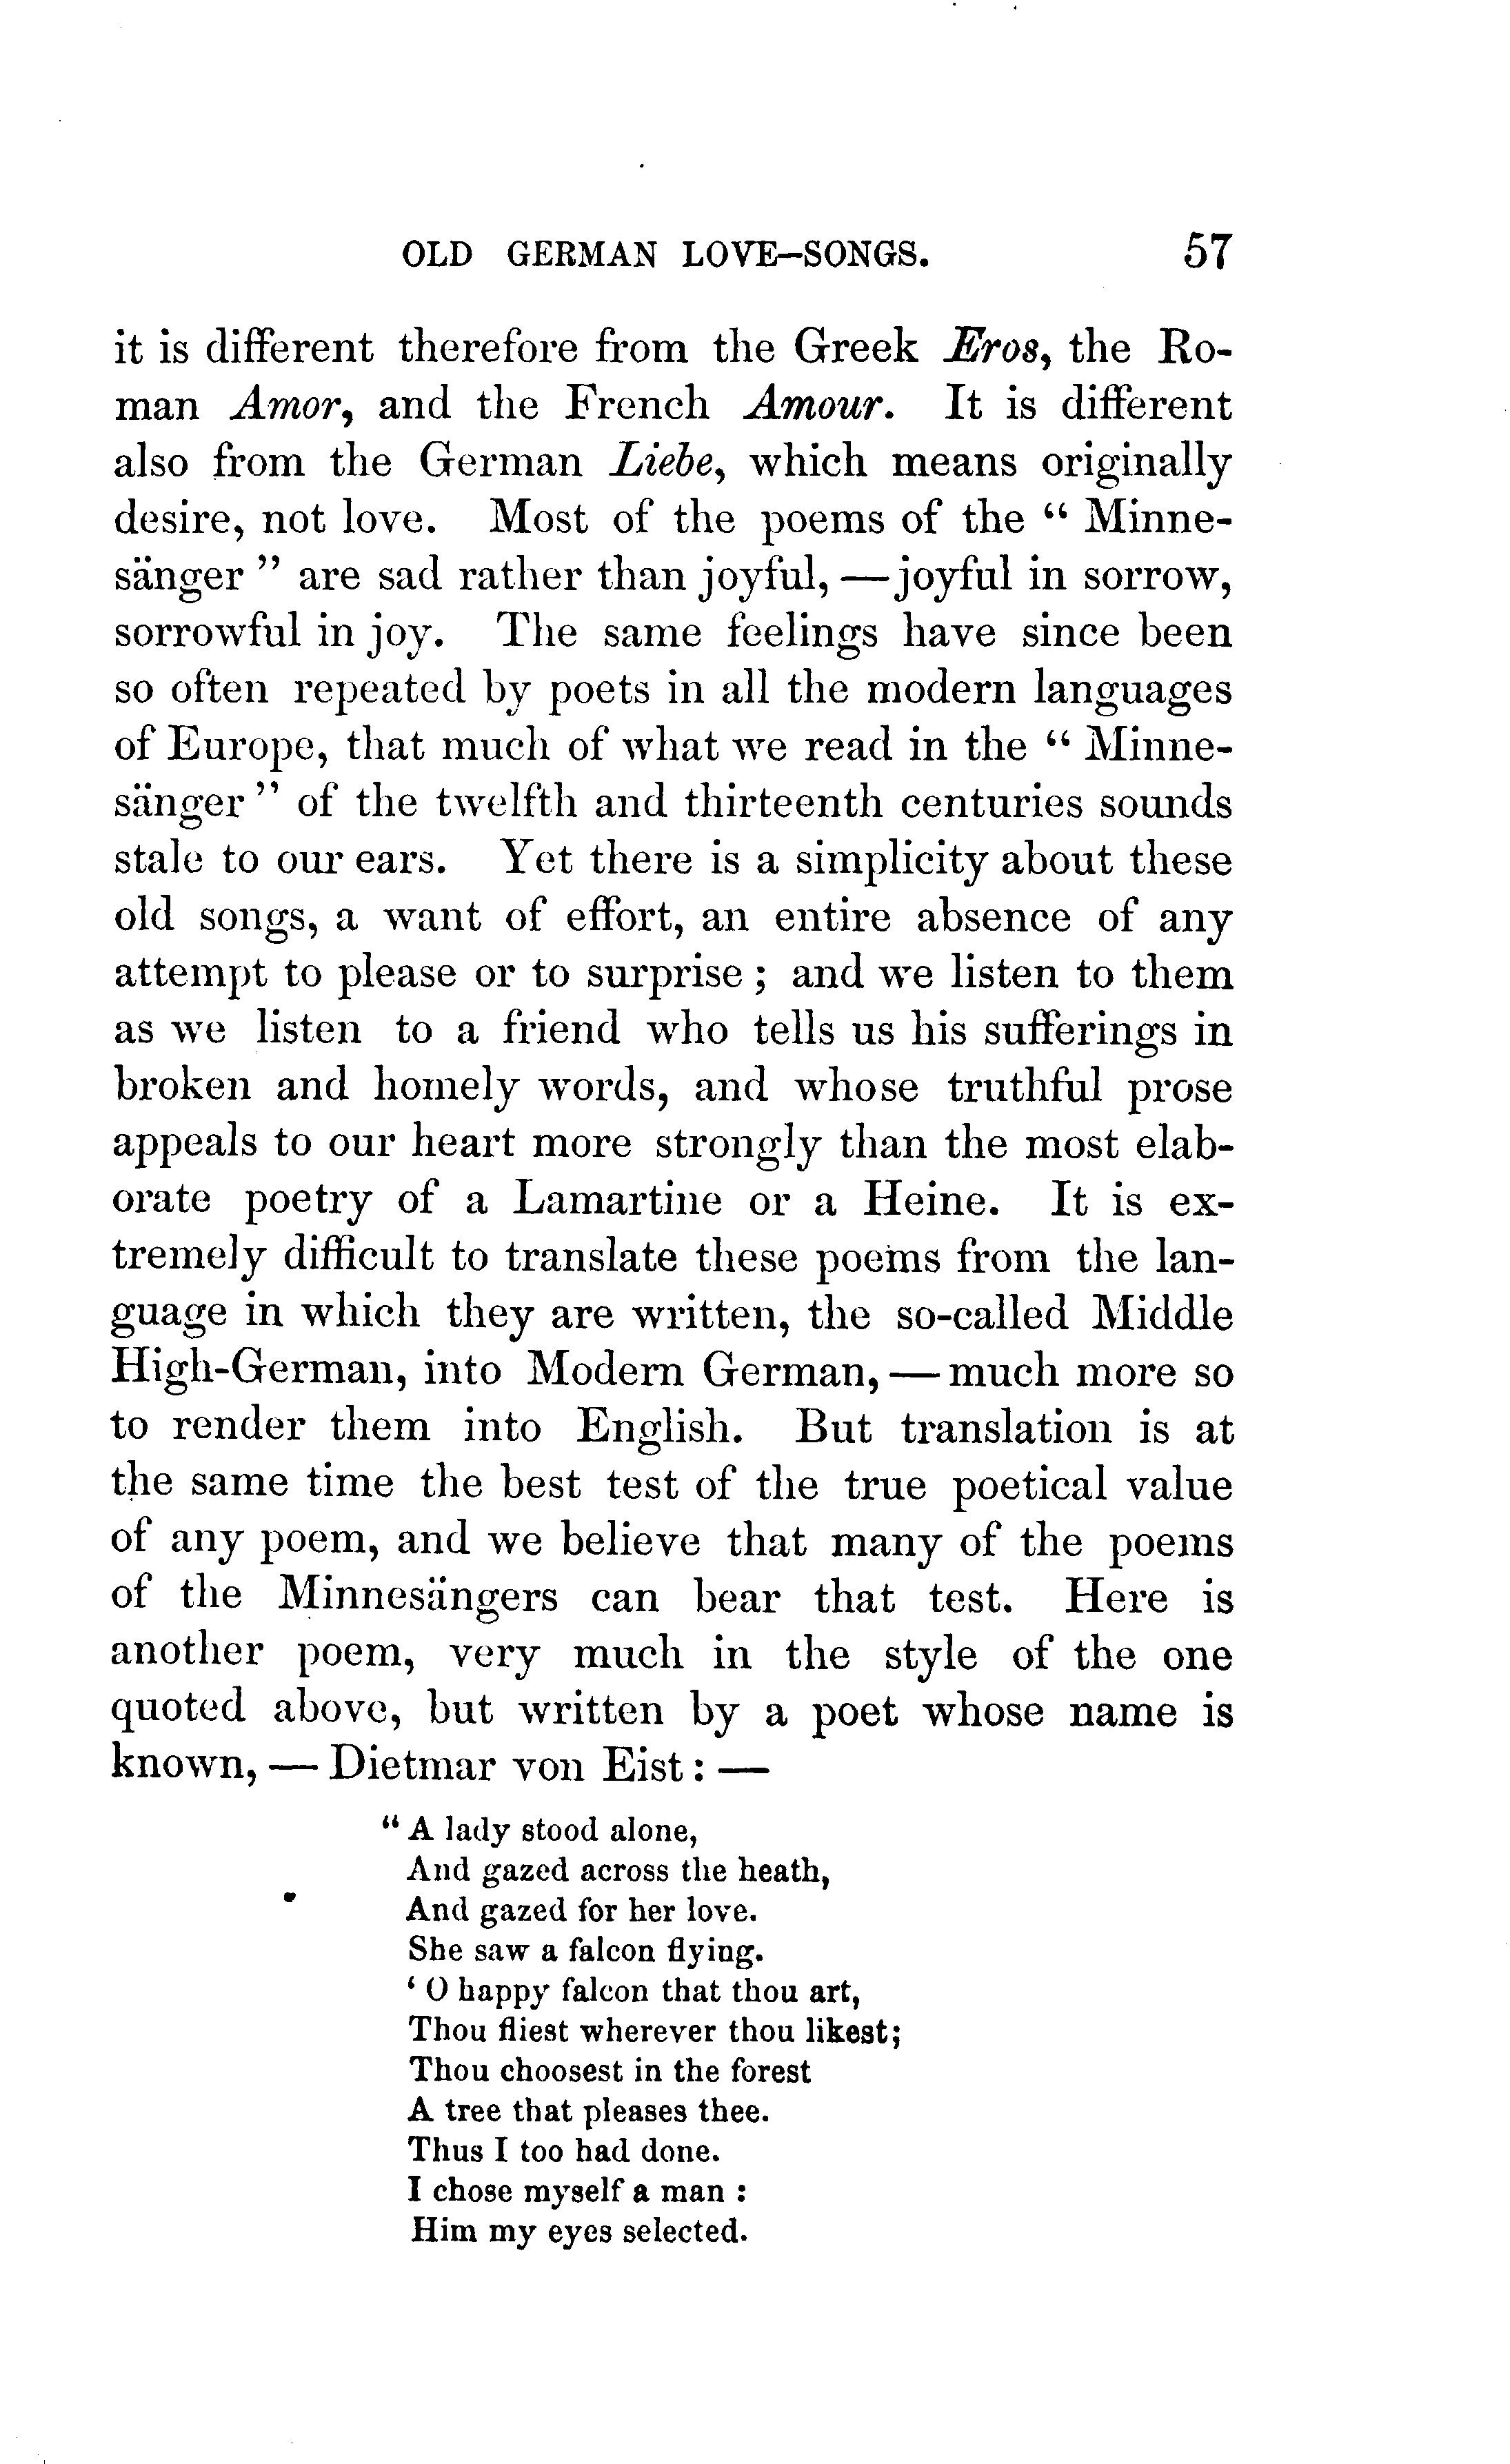 OLD GERMAN LOVE-SONGS. 57
it is different therefore from the Greek Eros, the Ro-
man Amor, and the French Amour. It is different
also from the German Liebe, which means originally
desire, not love. Most of the poems of the “ Minne-
sänger ” are sad rather than joyful, — joyful in sorrow,
sorrowful in joy. The same feelings have since been
so often repeated by poets in all the modern languages
of Europe, that much of what we read in the “ Minne-
sänger ” of the twelfth and thirteenth centuries sounds
stale to our ears. Yet there is a simplicity about these
old songs, a want of effort, an entire absence of any
attempt to please or to surprise ; and we listen to them
as we listen to a friend who tells us his sufferings in
broken and homely words, and whose truthful prose
appeals to our heart more strongly than the most elab-
orate poetry of a Lamartine or a Heine. It is ex-
tremely difficult to translate these poems from the lan-
guage in which they are written, the so-called Middle
High-German, into Modern German, — much more so
to render them into English. But translation is at
the same time the best test of the true poetical value
of any poem, and we believe that many of the poems
of the Minnesängers can bear that test. Here is
another poem, very much in the style of the one
quoted above, but written by a poet whose name is
known, — Dietmar von Eist : —
“ A lady stood alone,
And gazed across the heath,
And gazed for her love.
She saw a falcon flying.
‘ O happy falcon that thou art,
Thou fliest wherever thou likest;
Thou choosest in the forest
A tree that pleases thee.
Thus I too had done.
I chose myself a man :
Him my eyes selected.